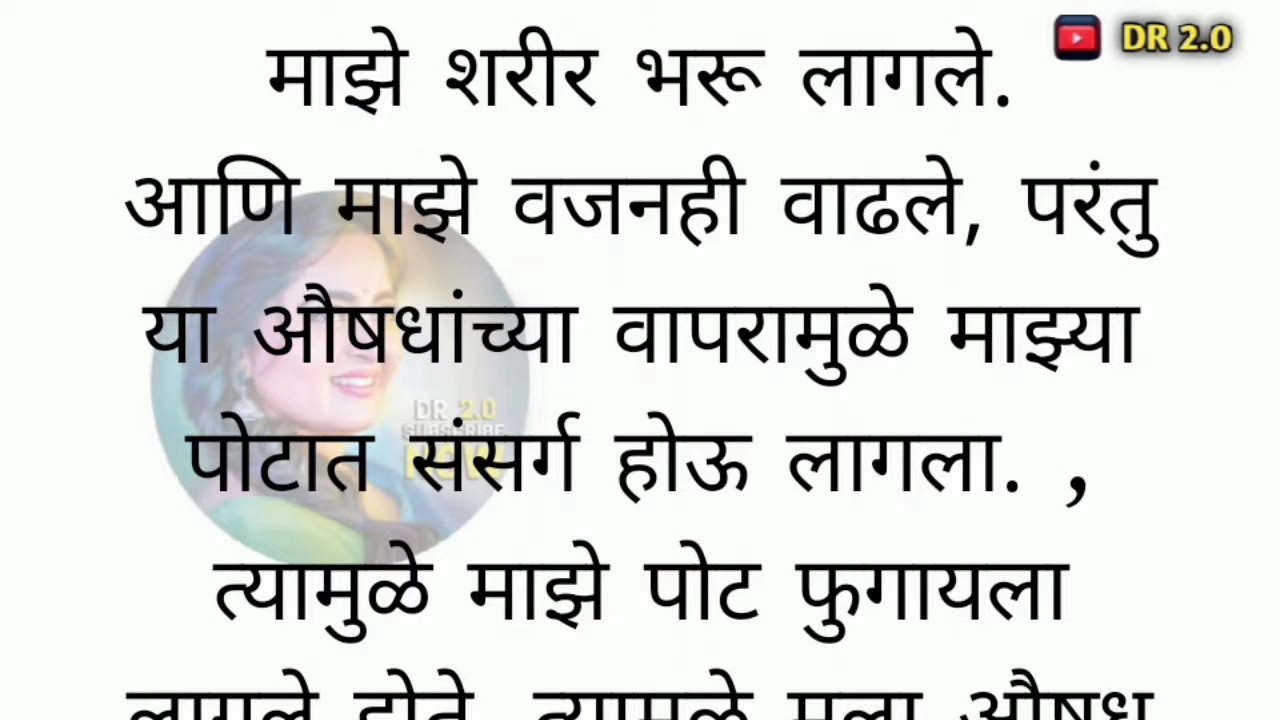 DR 2.0
माझे शरीर भरू लागले.
आणि माझे वजनही वाढले, परंतु
या औषधांच्या वापरामुळे माझ्या
पोटात संसर्ग होऊ लागला. ,
त्यामुळे माझे पोट फुगायला
लागले होते. त्यामुळे मला औषध
DR 2.0
SUBSCRIBE
NOW